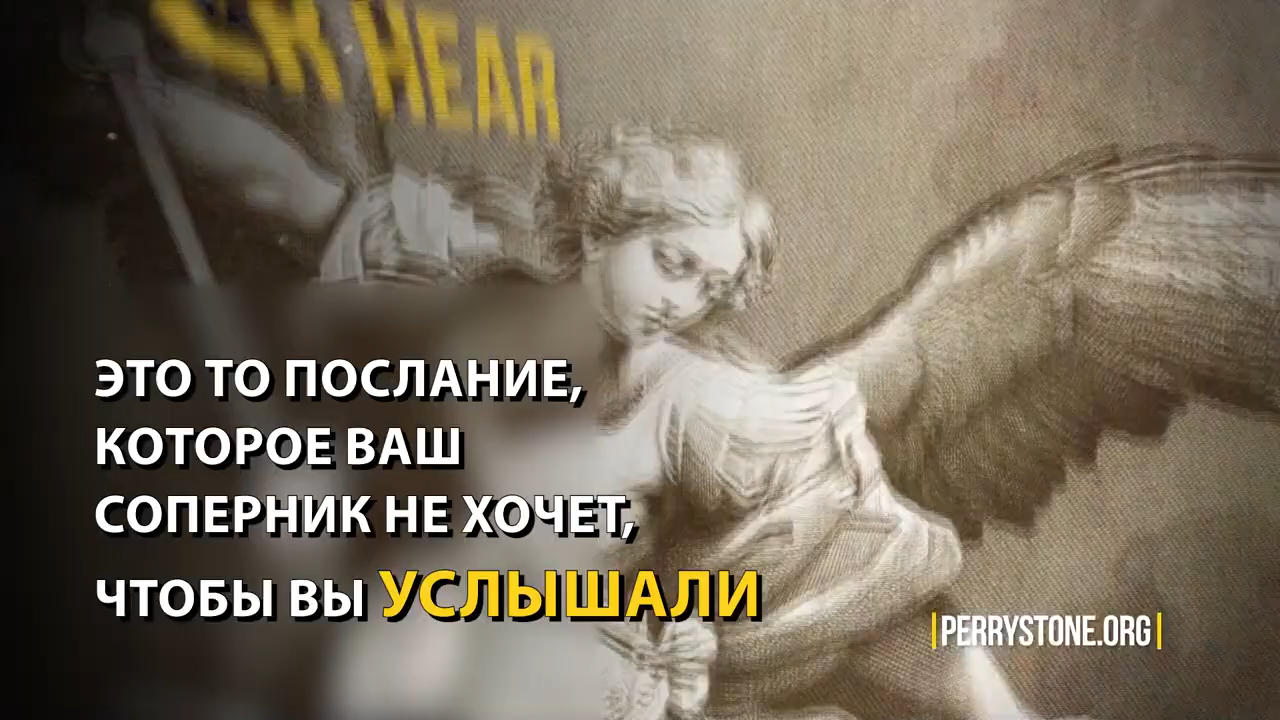 HEAR
ЭТО ТО ПОСЛАНИЕ,
КОТОРОЕ ВАШ
СОПЕРНИК НЕ ХОЧЕТ,
ЧТОБЫ ВЫ УСЛЫШАЛИ
|PERRYSTONE.ORG|